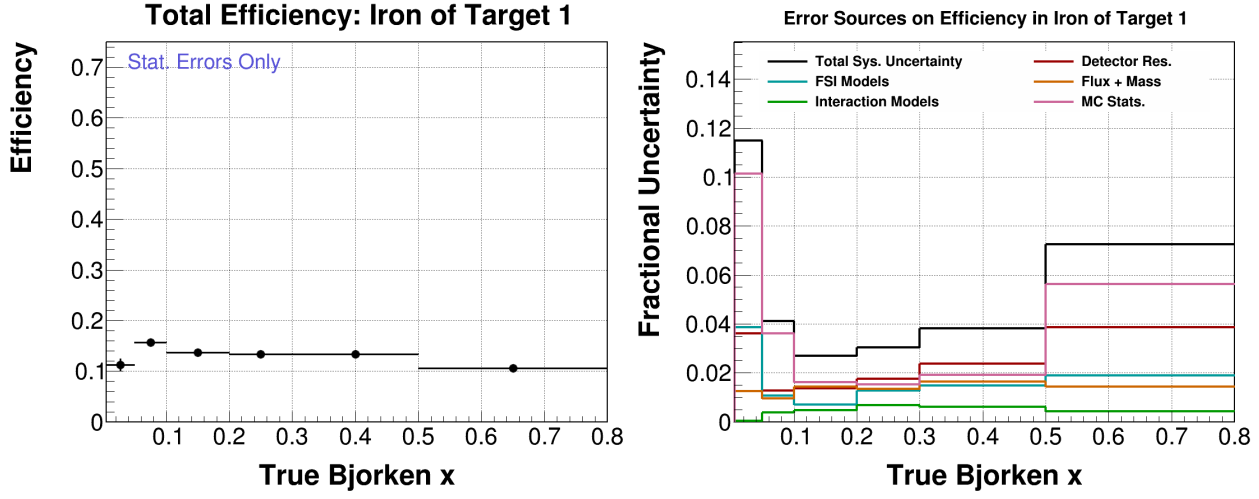 Total Efficiency: Iron of Target 1
Stat. Errors Only
Efficiency
0.7
0.6
0.5
0.4
0.3
0.2
0.1
0
0.1 0.2 0.3 0.4 0.5 0.6 0.7 0.8
True Bjorken x
Error Sources on Efficiency in Iron of Target 1
Total Sys. Uncertainty Detector Res.
FSI Models Flux + Mass
Interaction Models MC Stats.
Fractional Uncertainty
0.14
0.12
0.1
0.08
0.06
0.04
0.02
0
0.1 0.2 0.3 0.4 0.5 0.6 0.7 0.8
True Bjorken x